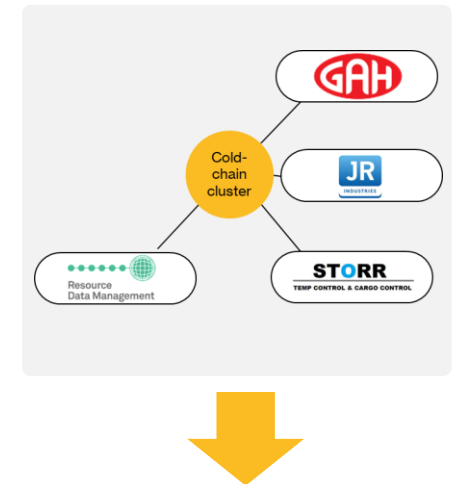 GAH
Cold-
chain
cluster
JR
INDUSTRIES
Resource
Data Management
STORR
TEMP CONTROL & CARGO CONTROL